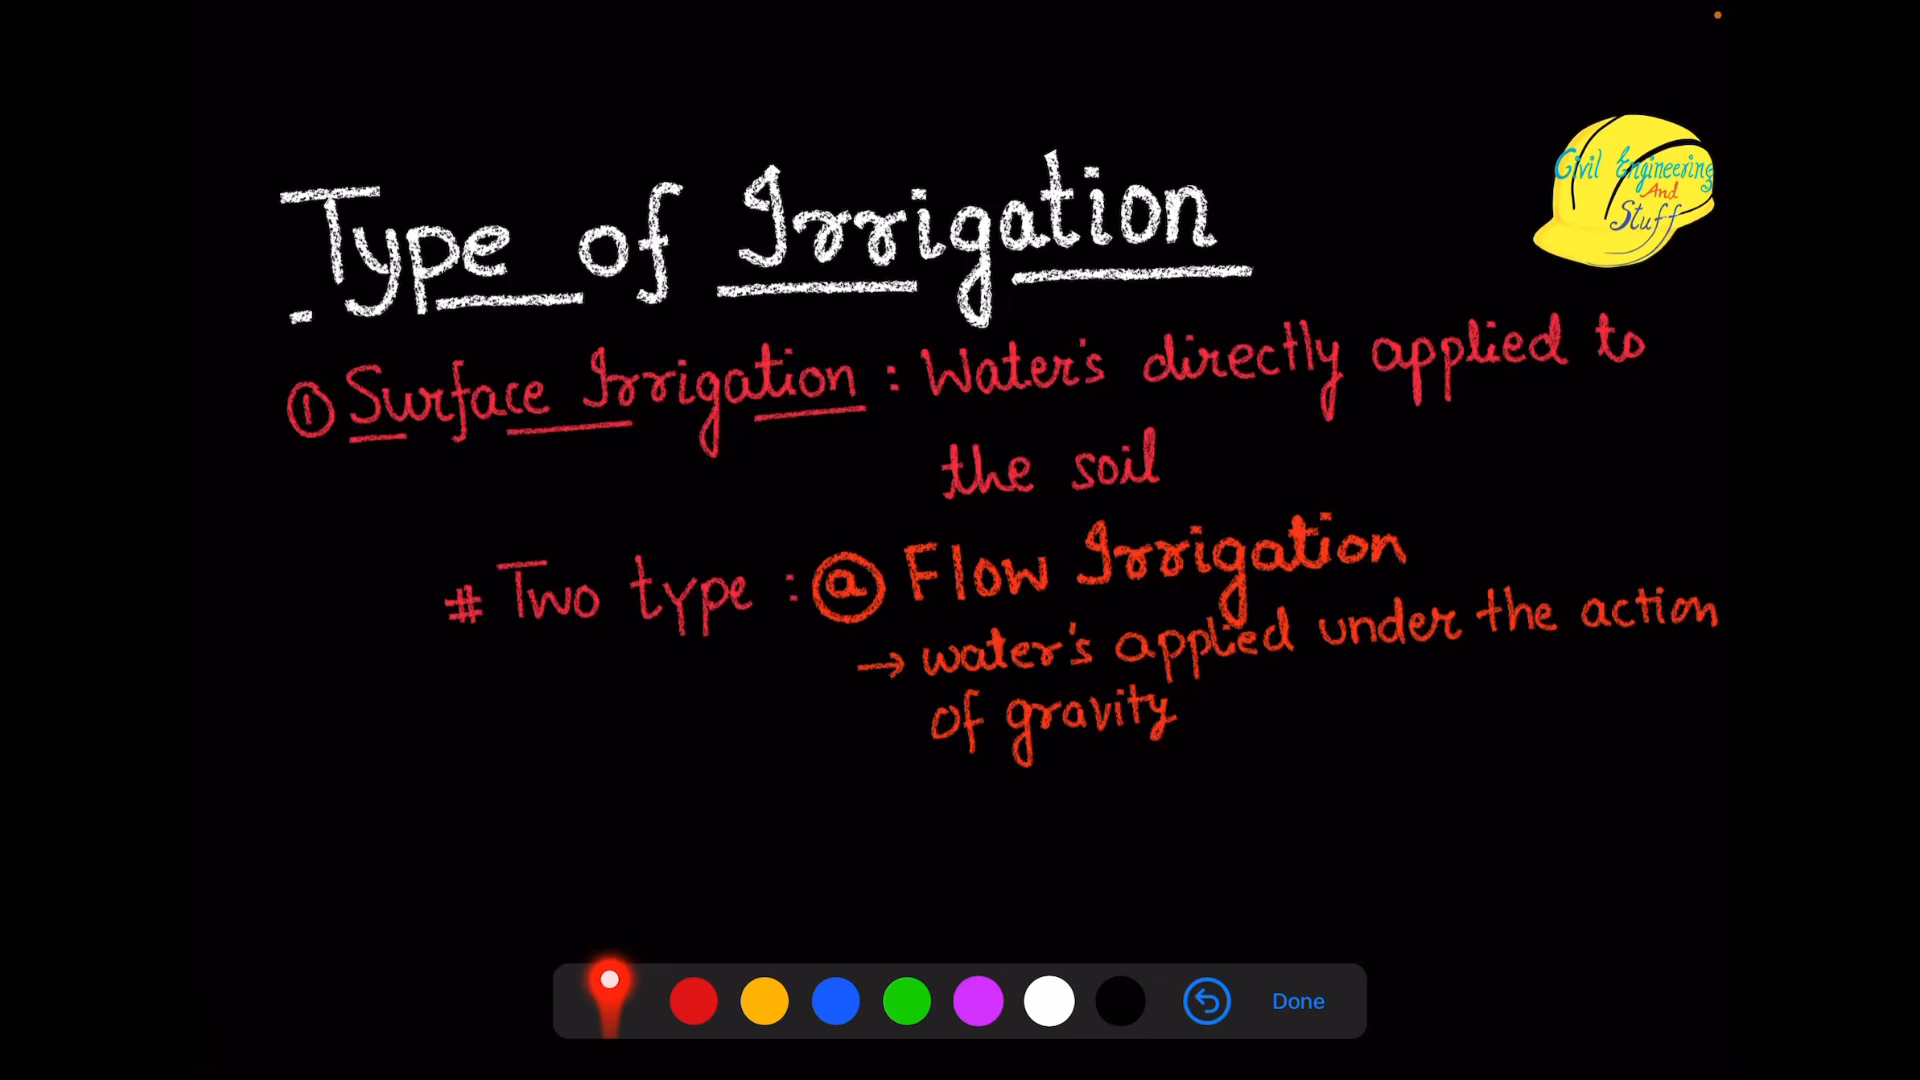 Type of Irrigation
Civil Engineering
And
Stuff
① Surface Irrigation : Water's directly applied to
the soil
# Two type : ⓐ Flow Irrigation
→ water's applied under the action
of gravity
Done